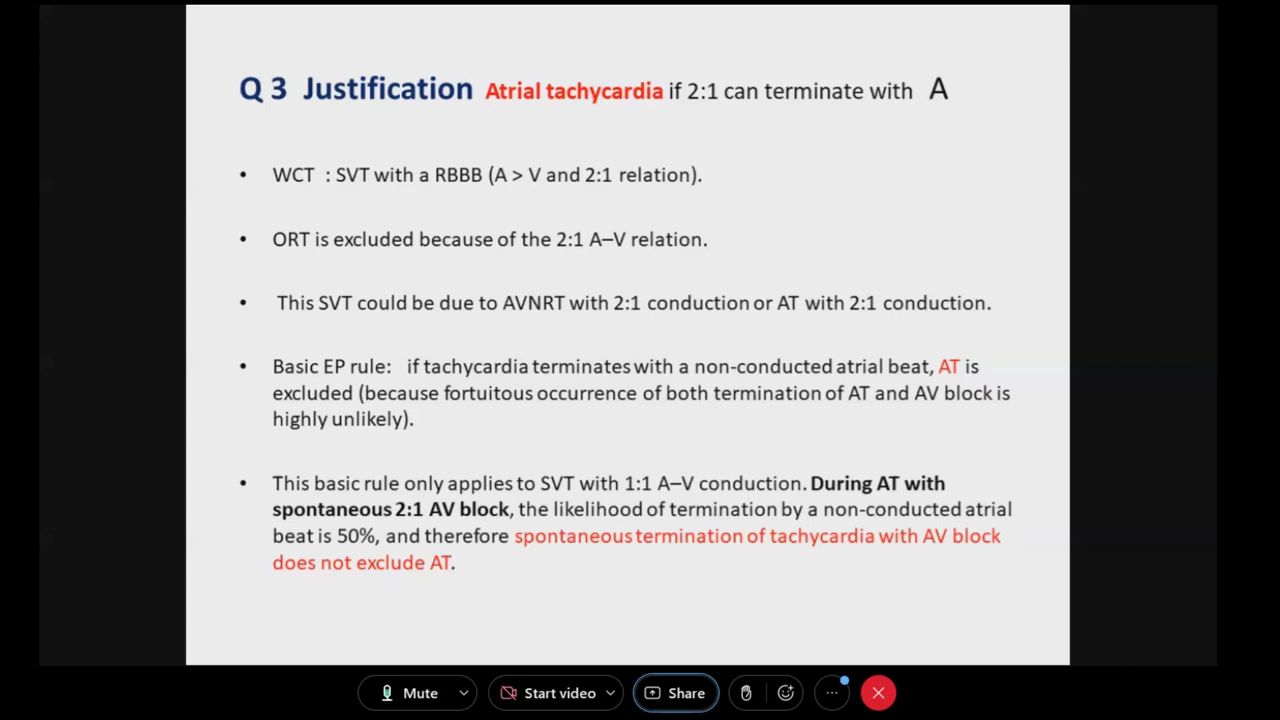 Q 3 Justification Atrial tachycardia if 2:1 can terminate with A
• WCT : SVT with a RBBB (A > V and 2:1 relation).
• ORT is excluded because of the 2:1 A–V relation.
• This SVT could be due to AVNRT with 2:1 conduction or AT with 2:1 conduction.
• Basic EP rule: if tachycardia terminates with a non-conducted atrial beat, AT is
excluded (because fortuitous occurrence of both termination of AT and AV block is
highly unlikely).
• This basic rule only applies to SVT with 1:1 A–V conduction. During AT with
spontaneous 2:1 AV block, the likelihood of termination by a non-conducted atrial
beat is 50%, and therefore spontaneous termination of tachycardia with AV block
does not exclude AT.
Mute Start video Share